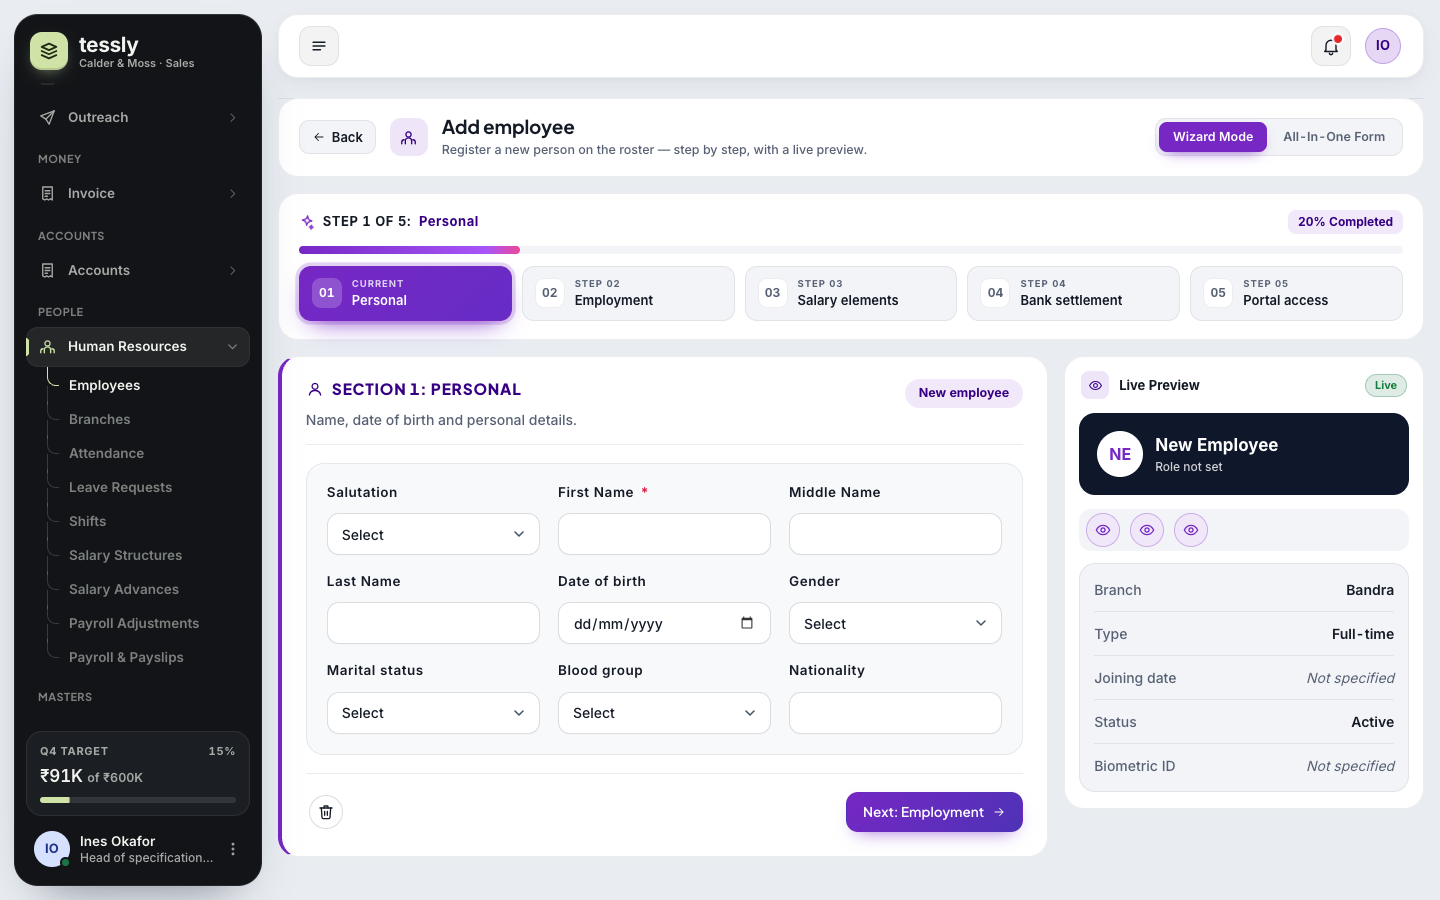 tessly
Calder & Moss · Sales
Outreach
MONEY
Invoice
ACCOUNTS
Accounts
PEOPLE
Human Resources
Employees
Branches
Attendance
Leave Requests
Shifts
Salary Structures
Salary Advances
Payroll Adjustments
Payroll & Payslips
MASTERS
Q4 TARGET 15%
₹91K of ₹600K
IO
Ines Okafor
Head of specification...
IO
Back
Add employee
Register a new person on the roster — step by step, with a live preview.
Wizard Mode
All-In-One Form
STEP 1 OF 5: Personal
20% Completed
01 CURRENT
Personal
02 STEP 02
Employment
03 STEP 03
Salary elements
04 STEP 04
Bank settlement
05 STEP 05
Portal access
SECTION 1: PERSONAL
New employee
Name, date of birth and personal details.
Salutation
First Name *
Middle Name
Select
Last Name
Date of birth
Gender
dd/mm/yyyy
Select
Marital status
Blood group
Nationality
Select
Select
Next: Employment
Live Preview
Live
NE
New Employee
Role not set
Branch Bandra
Type Full-time
Joining date Not specified
Status Active
Biometric ID Not specified